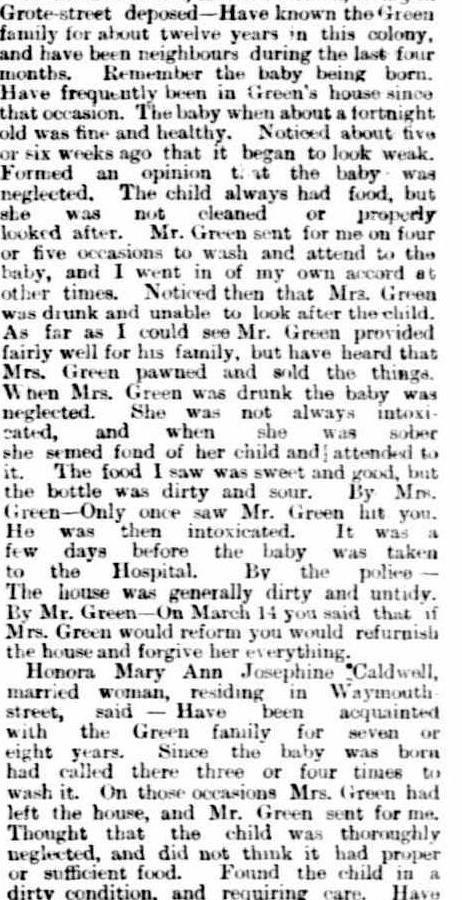 Grote-street deposed—Have known the Green
family for about twelve years in this colony,
and have been neighbours during the last four
months. Remember the baby being born.
Have frequently been in Green's house since
that occasion. The baby when about a fortnight
old was fine and healthy. Noticed about five
or six weeks ago that it began to look weak.
Formed an opinion t. at the baby was
neglected. The child always had food, but
she was not cleaned or properly
looked after. Mr. Green sent for me on four
or five occasions to wash and attend to the
baby, and I went in of my own accord at
other times. Noticed then that Mrs. Green
was drunk and unable to look after the child.
As far as I could see Mr. Green provided
fairly well for his family, but have heard that
Mrs. Green pawned and sold the things.
When Mrs. Green was drunk the baby was
neglected. She was not always intoxi-
cated, and when she was sober
she semed fond of her child and attended to
it. The food I saw was sweet and good, but
the bottle was dirty and sour. By Mrs.
Green—Only once saw Mr. Green hit you.
He was then intoxicated. It was a
few days before the baby was taken
to the Hospital. By the police—
The house was generally dirty and untidy.
By Mr. Green—On March 14 you said that if
Mrs. Green would reform you would refurnish
the house and forgive her everything.
Honora Mary Ann Josephine Caldwell,
married woman, residing in Waymouth-
street, said — Have been acquainted
with the Green family for seven or
eight years. Since the baby was born
had called there three or four times to
wash it. On those occasions Mrs. Green had
left the house, and Mr. Green sent for me.
Thought that the child was thoroughly
neglected, and did not think it had proper
or sufficient food. Found the child in a
dirty condition, and requiring care. Have